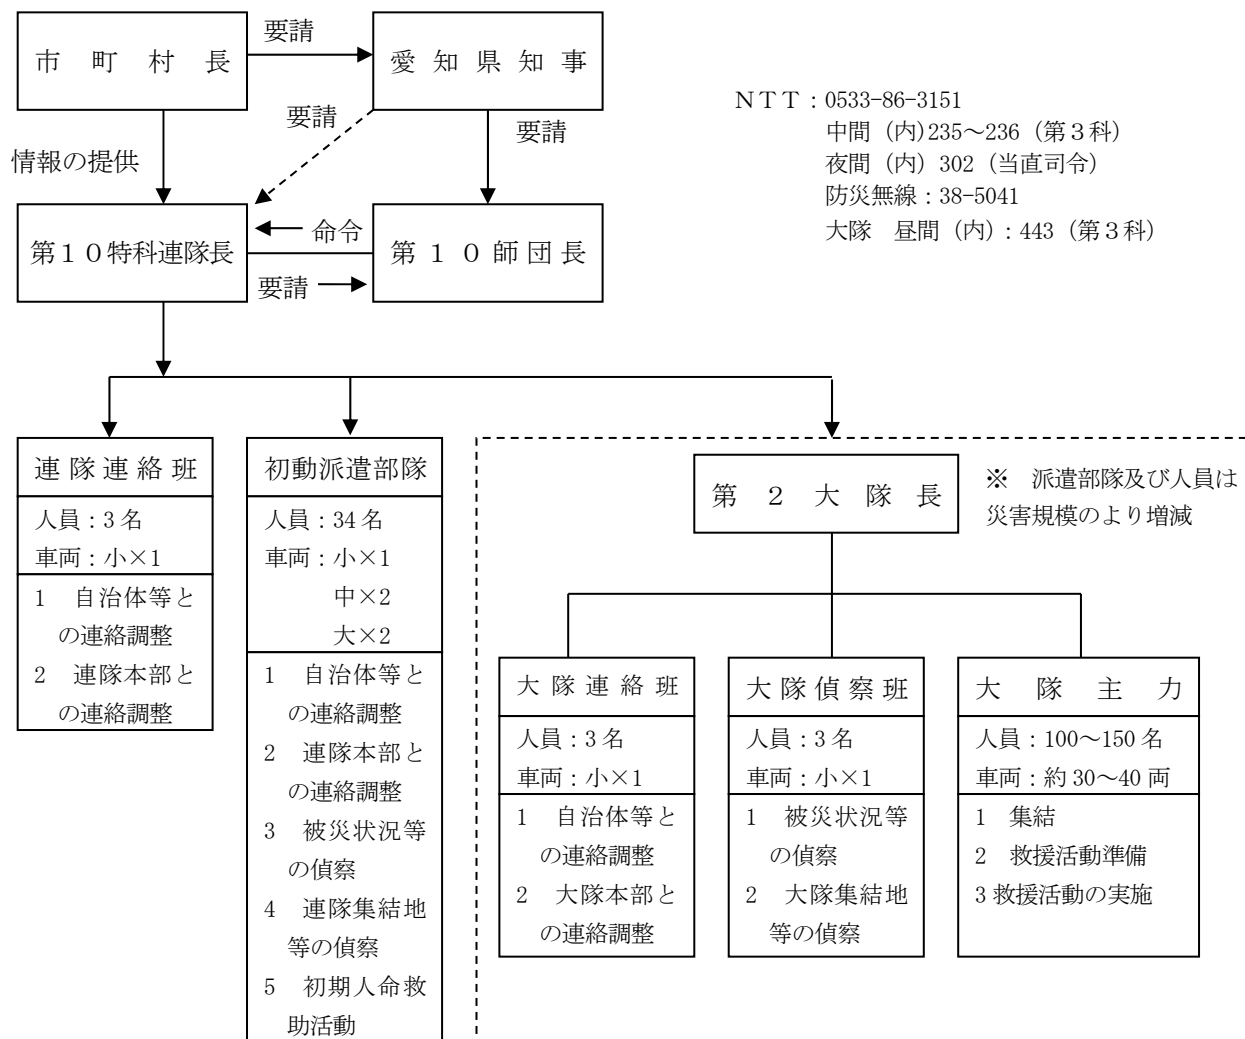 市町村長
要請
愛知県知事
ＮＴＴ：0533-86-3151
中間（内）235～236（第３科）
夜間（内）302（当直司令）
防災無線：38-5041
大隊　昼間（内）：443（第３科）
情報の提供
要請
要請
第１０特科連隊長
命令
要請
第１０師団長
連隊連絡班
人員：3名
車両：小×1
1　自治体等と
の連絡調整
2　連隊本部と
の連絡調整
初動派遣部隊
人員：34名
車両：小×1
中×2
大×2
1　自治体等と
の連絡調整
2　連隊本部と
の連絡調整
3　被災状況等
の偵察
4　連隊集結地
等の偵察
5　初期人命救
助活動
第２大隊長
※　派遣部隊及び人員は
災害規模のより増減
大隊連絡班
人員：3名
車両：小×1
1　自治体等と
の連絡調整
2　大隊本部と
の連絡調整
大隊偵察班
人員：3名
車両：小×1
1　被災状況等
の偵察
2　大隊集結地
等の偵察
大隊主力
人員：100～150名
車両：約30～40両
1　集結
2　救援活動準備
3 救援活動の実施